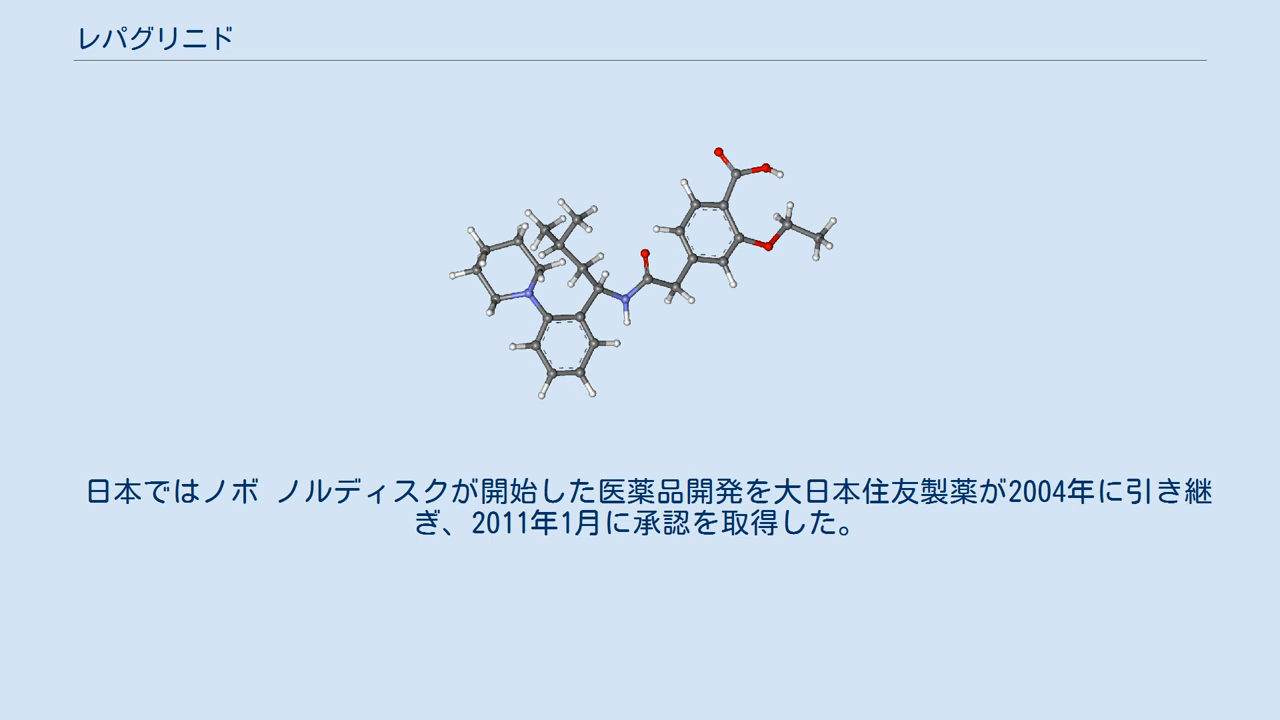 レパグリニド
日本ではノボ ノルディスクが開始した医薬品開発を大日本住友製薬が2004年に引き継
ぎ、2011年1月に承認を取得した。